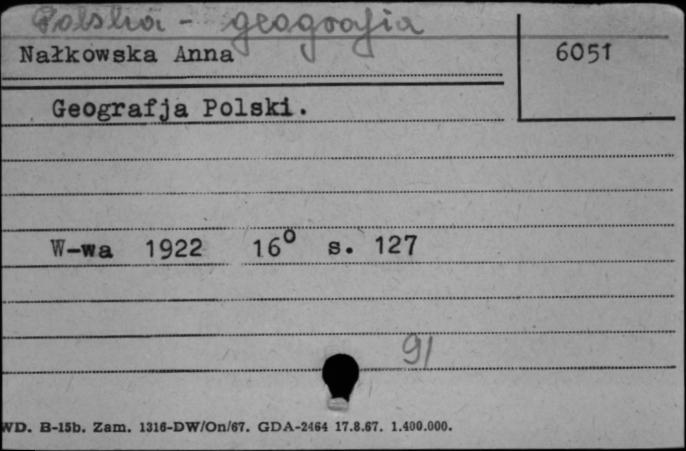 Polska - geografia
Nałkowska Anna 6051
Geografja Polski.
W-wa 1922 16° s. 127
91
WD. B-15b. Zam. 1316-DW/On/67. GDA-2464 17.8.67. 1.400.000.